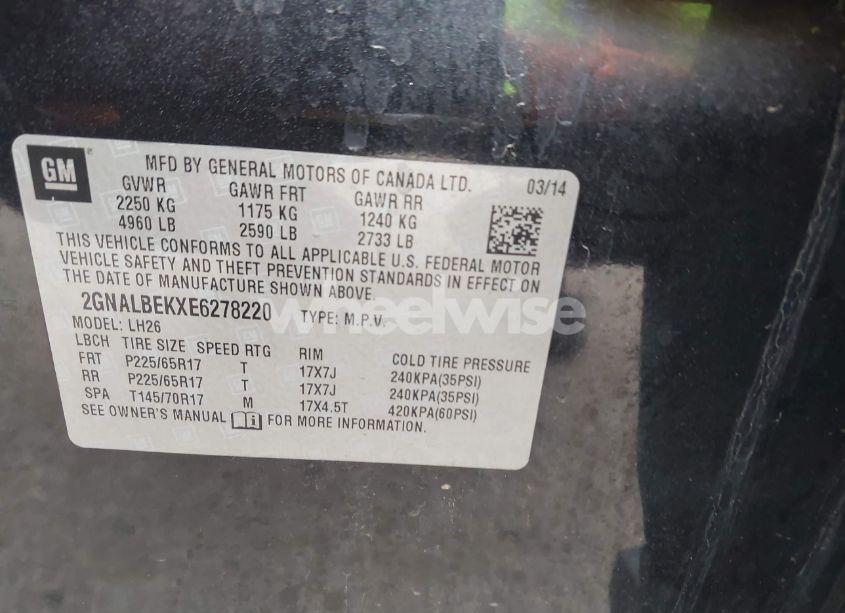 GM ®
MFD BY GENERAL MOTORS OF CANADA LTD. 03/14
GVWR GAWR FRT GAWR RR
2250 KG 1175 KG 1240 KG
4960 LB 2590 LB 2733 LB
THIS VEHICLE CONFORMS TO ALL APPLICABLE U.S. FEDERAL MOTOR
VEHICLE SAFETY AND THEFT PREVENTION STANDARDS IN EFFECT ON
THE DATE OF MANUFACTURE SHOWN ABOVE.
2GNALBEKXE6278220 TYPE: M.P.V.
wheelwise
MODEL: LH26
LBCH TIRE SIZE SPEED RTG RIM COLD TIRE PRESSURE
FRT P225/65R17 T 17X7J 240KPA(35PSI)
RR P225/65R17 T 17X7J 240KPA(35PSI)
SPA T145/70R17 M 17X4.5T 420KPA(60PSI)
SEE OWNER'S MANUAL FOR MORE INFORMATION.